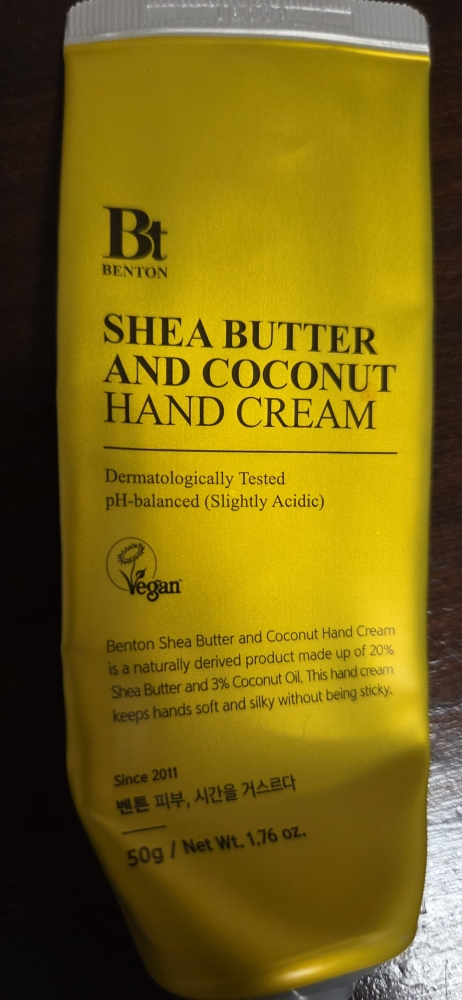 Bt
BENTON
SHEA BUTTER
AND COCONUT
HAND CREAM
Dermatologically Tested
pH-balanced (Slightly Acidic)
Vegan
Benton Shea Butter and Coconut Hand Cream
is a naturally derived product made up of 20%
Shea Butter and 3% Coconut Oil. This hand cream
keeps hands soft and silky without being sticky.
Since 2011
벤튼 피부, 시간을 거스르다
50g / Net Wt. 1.76 oz.